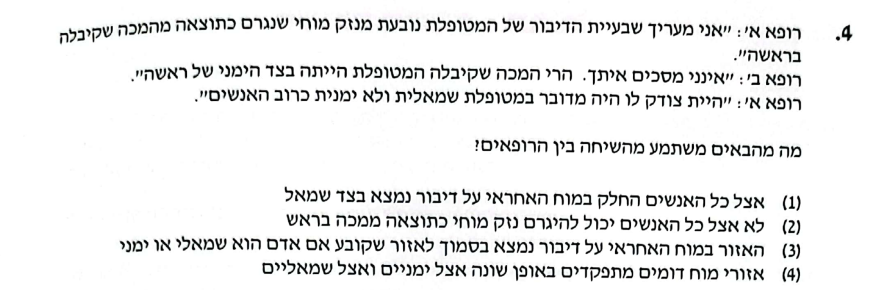 4. רופא א': "אני מעריך שבעיית הדיבור של המטופלת נובעת מנזק מוחי שנגרם כתוצאה מהמכה שקיבלה
בראשה".
רופא ב': "אינני מסכים איתך. הרי המכה שקיבלה המטופלת הייתה בצד הימני של ראשה".
רופא א': "היית צודק לו היה מדובר במטופלת שמאלית ולא ימנית כרוב האנשים".
מה מהבאים משתמע מהשיחה בין הרופאים?
(1) אצל כל האנשים החלק במוח האחראי על דיבור נמצא בצד שמאל
(2) לא אצל כל האנשים יכול להיגרם נזק מוחי כתוצאה ממכה בראש
(3) האזור במוח האחראי על דיבור נמצא בסמוך לאזור שקובע אם אדם הוא שמאלי או ימני
(4) אזורי מוח דומים מתפקדים באופן שונה אצל ימניים ואצל שמאליים